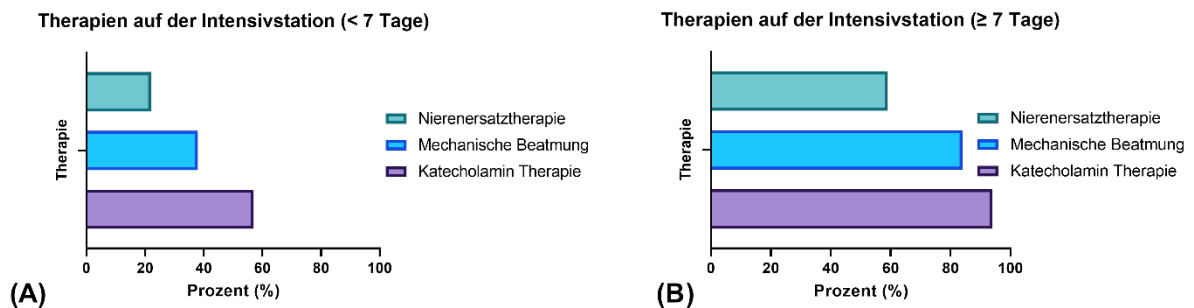 Therapien auf der Intensivstation (< 7 Tage)
Therapie
Nierenersatztherapie
Mechanische Beatmung
Katecholamin Therapie
0 20 40 60 80 100
Prozent (%)
(A)
Therapien auf der Intensivstation (≥ 7 Tage)
Therapie
Nierenersatztherapie
Mechanische Beatmung
Katecholamin Therapie
0 20 40 60 80 100
Prozent (%)
(B)